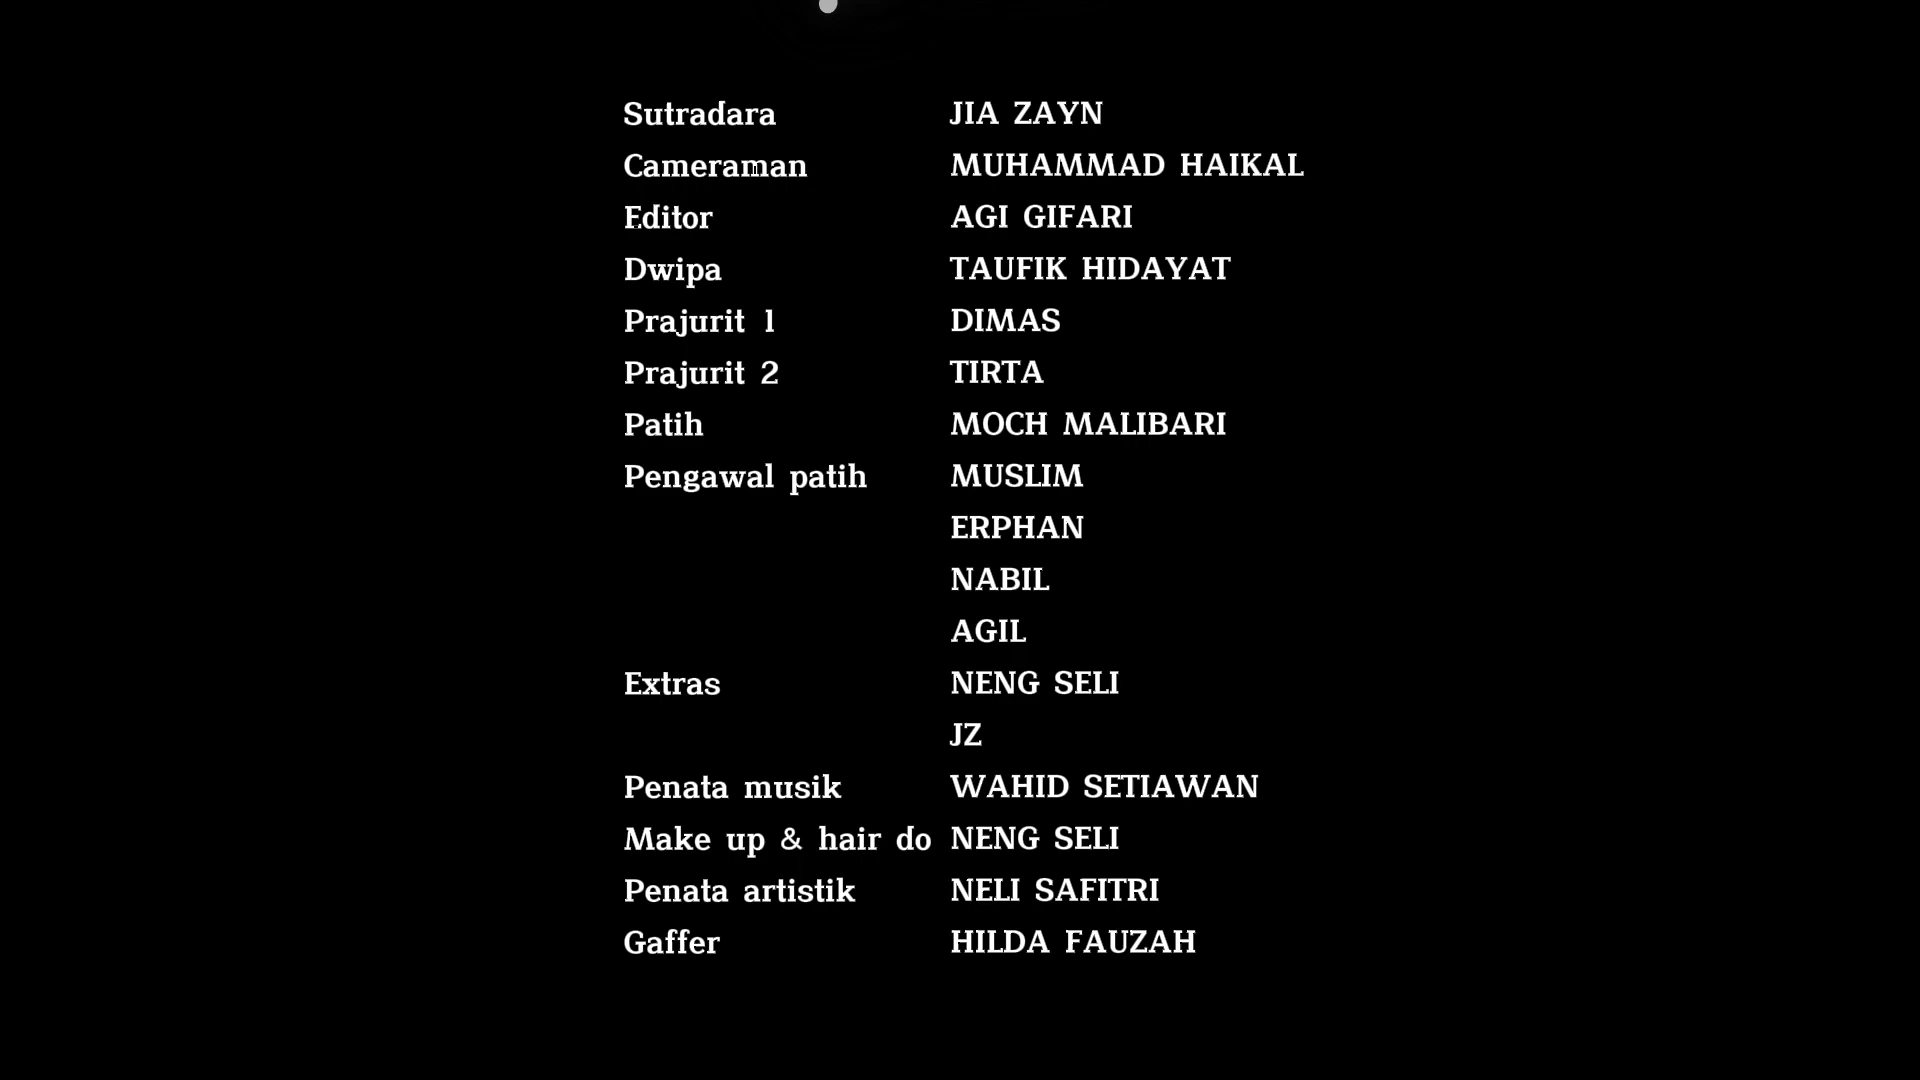 Sutradara JIA ZAYN
Cameraman MUHAMMAD HAIKAL
Editor AGI GIFARI
Dwipa TAUFIK HIDAYAT
Prajurit 1 DIMAS
Prajurit 2 TIRTA
Patih MOCH MALIBARI
Pengawal patih MUSLIM
ERPHAN
NABIL
AGIL
Extras NENG SELI
JZ
Penata musik WAHID SETIAWAN
Make up & hair do NENG SELI
Penata artistik NELI SAFITRI
Gaffer HILDA FAUZAH